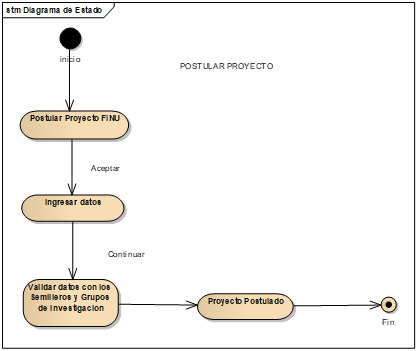 stm Diagrama de Estado
inicio
POSTULAR PROYECTO
Postular Proyecto FINU
Aceptar
Ingresar datos
Continuar
Validar datos con los
Semilleros y Grupos
de investigacion
Proyecto Postulado
Fin